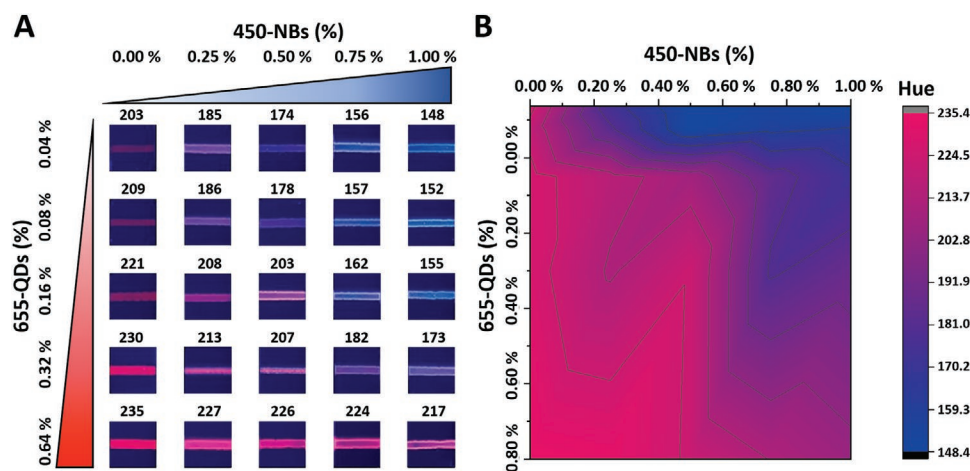 A
450-NBs (%)
0.00 % 0.25 % 0.50 % 0.75 % 1.00 %
655-QDs (%)
0.04 %
203 185 174 156 148
0.08 %
209 186 178 157 152
0.16 %
221 208 203 162 155
0.32 %
230 213 207 182 173
0.64 %
235 227 226 224 217
B
450-NBs (%)
0.00 % 0.20 % 0.40 % 0.60 % 0.80 % 1.00 %
655-QDs (%)
0.00 %
0.20 %
0.40 %
0.60 %
0.80 %
Hue
235.4
224.5
213.6
202.8
191.9
181.0
170.2
159.3
148.4